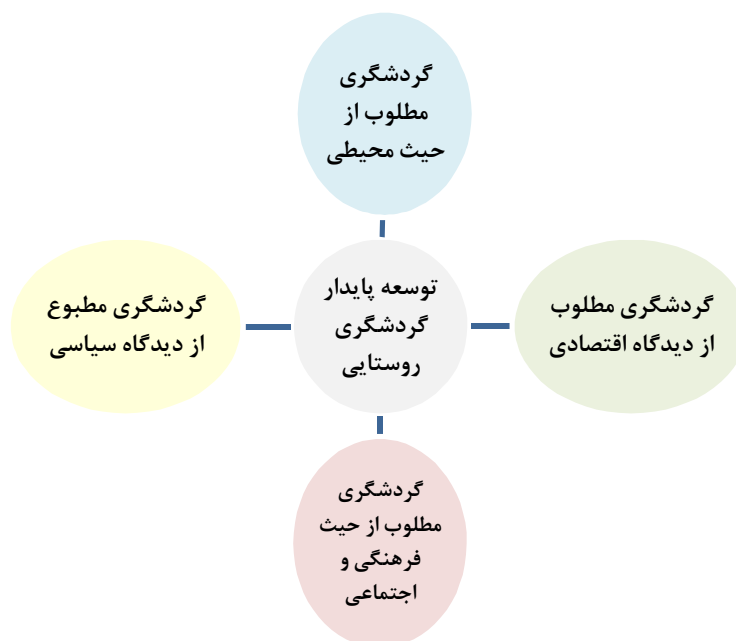 گردشگری
مطلوب از
حیث محیطی
گردشگری مطلوب
از دیدگاه اقتصادی
توسعه پایدار
گردشگری
روستایی
گردشگری مطبوع
از دیدگاه سیاسی
گردشگری
مطلوب از حیث
فرهنگی و
اجتماعی